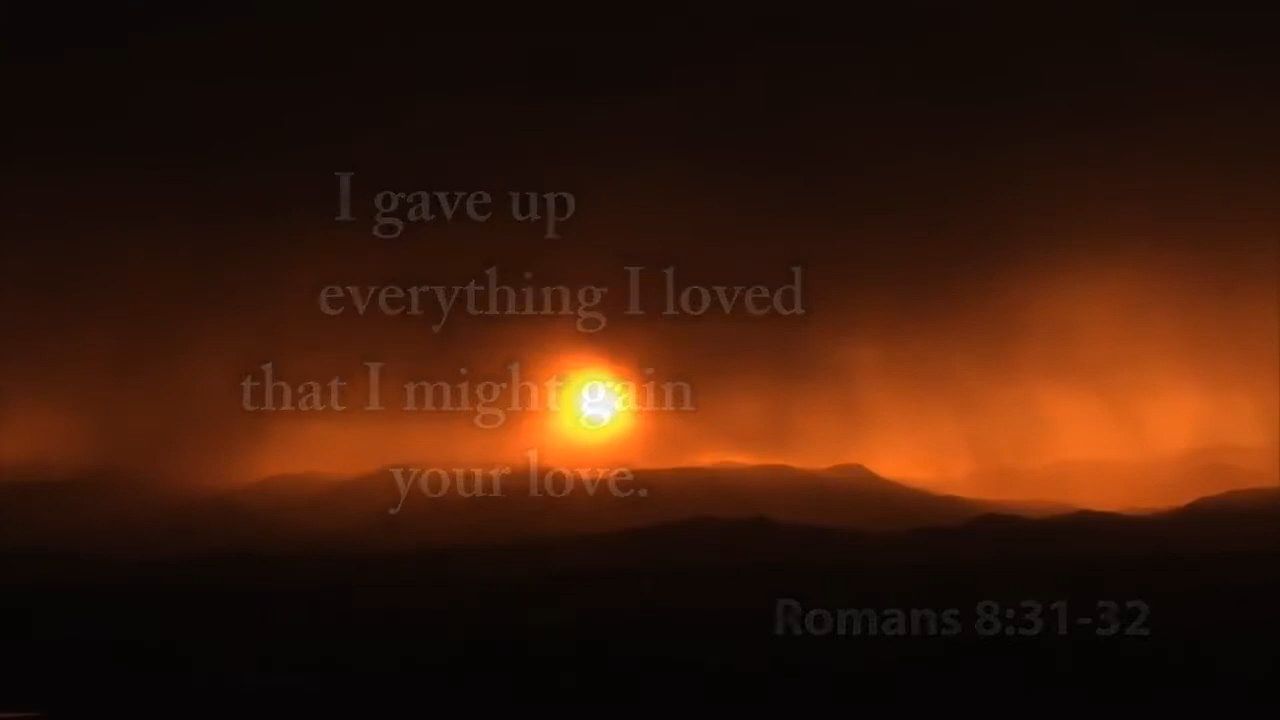 I gave up
everything I loved
that I might gain
your love.
Romans 8:31-32